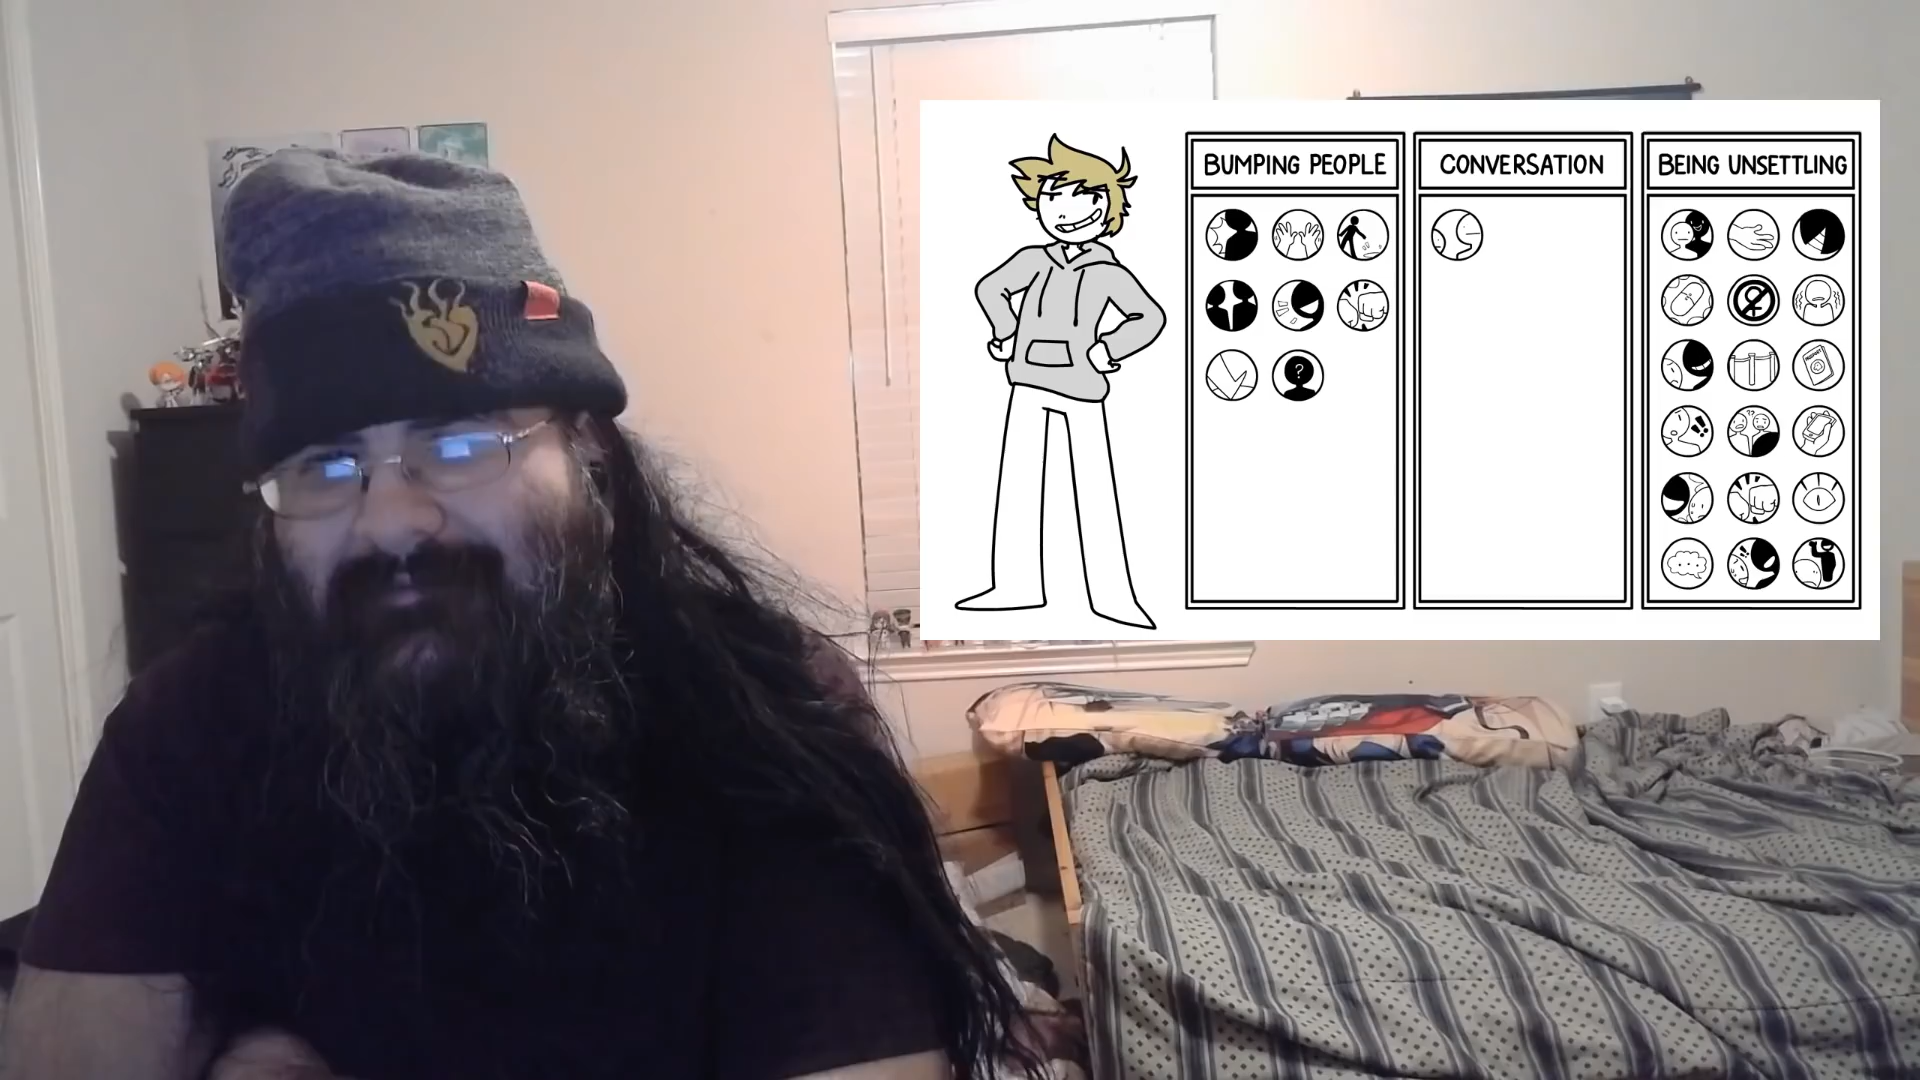 BUMPING PEOPLE
CONVERSATION
BEING UNSETTLING
?
!!
??